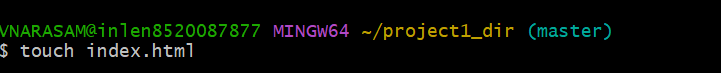 VNARASAM@inlen8520087877 MINGW64 ~/project1_dir (master)
$ touch index.html